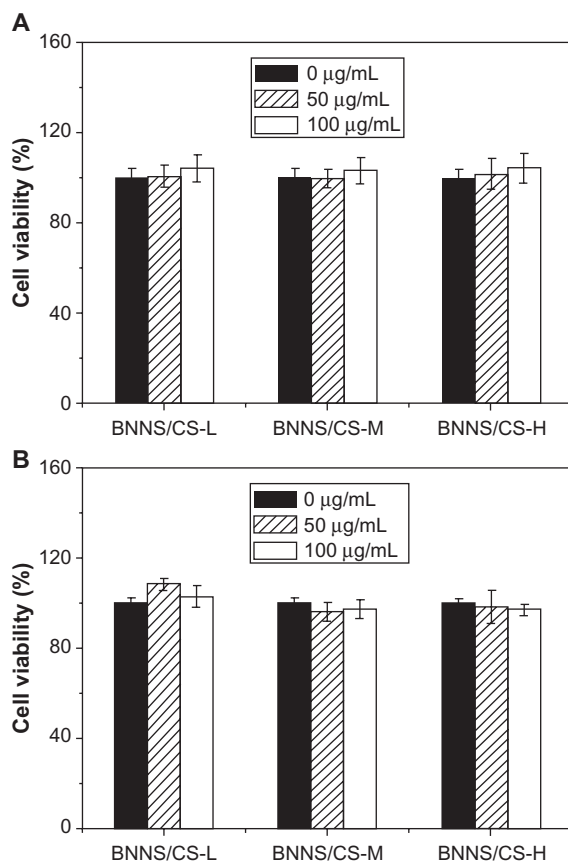 A
160
120
80
40
0
Cell viability (%)
0 µg/mL
50 µg/mL
100 µg/mL
BNNS/CS-L BNNS/CS-M BNNS/CS-H
B
160
120
80
40
0
Cell viability (%)
0 µg/mL
50 µg/mL
100 µg/mL
BNNS/CS-L BNNS/CS-M BNNS/CS-H